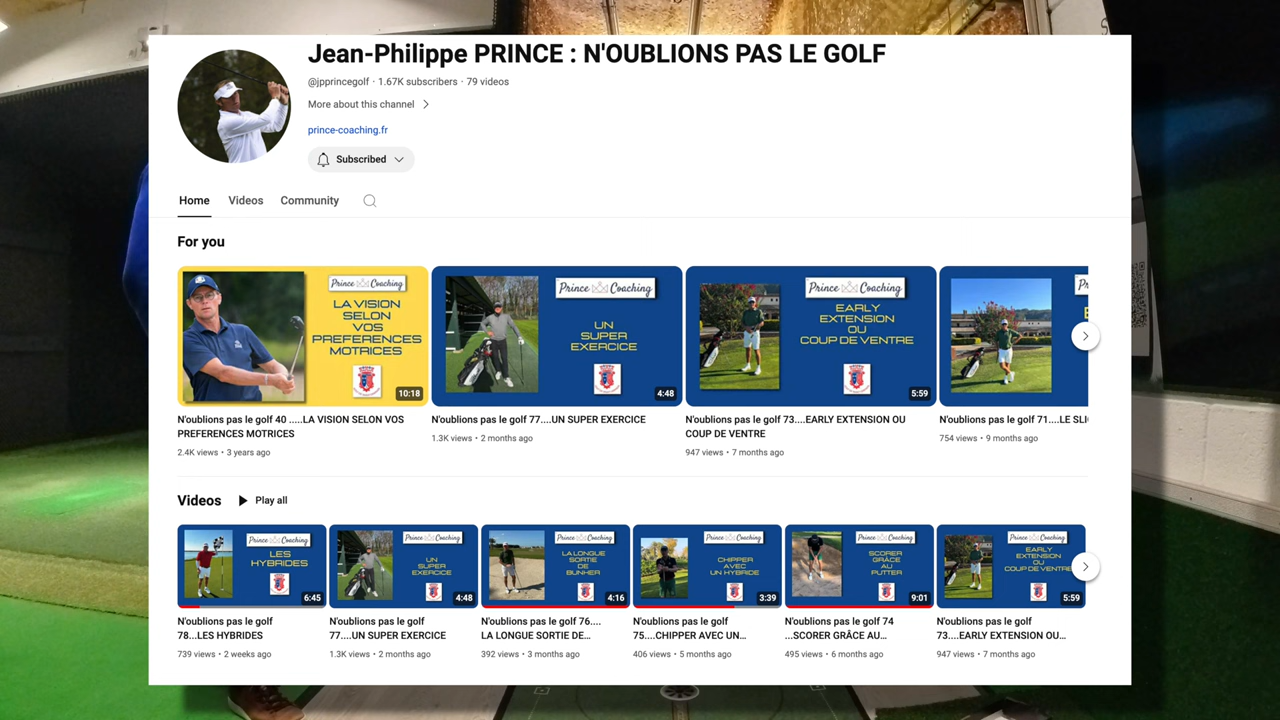 Jean-Philippe PRINCE : N'OUBLIONS PAS LE GOLF
@jpprincegolf · 1.67K subscribers · 79 videos
More about this channel
prince-coaching.fr
Subscribed
Home Videos Community
For you
Prince Coaching
LA VISION
SELON
VOS
PREFERENCES
MOTRICES
10:18
Prince Coaching
UN
SUPER
EXERCICE
4:48
Prince Coaching
EARLY
EXTENSION
OU
COUP DE VENTRE
5:59
N'oublions pas le golf 40 .....LA VISION SELON VOS
PREFERENCES MOTRICES
2.4K views · 3 years ago
N'oublions pas le golf 77....UN SUPER EXERCICE
1.3K views · 2 months ago
N'oublions pas le golf 73....EARLY EXTENSION OU
COUP DE VENTRE
947 views · 7 months ago
N'oublions pas le golf 71....LE
754 views · 9 months ago
Videos Play all
Prince Coaching
LES
HYBRIDES
6:45
Prince Coaching
UN
SUPER
EXERCICE
4:48
Prince Coaching
LA LONGUE
SORTIE
DE
BUNKER
4:16
Prince Coaching
CHIPPER
AVEC
UN HYBRIDE
3:39
Prince Coaching
SCORER
GRÂCE
AU
PUTTER
9:01
Prince Coaching
EARLY
EXTENSION
OU
COUP DE VENTRE
5:59
N'oublions pas le golf
78...LES HYBRIDES
739 views · 2 weeks ago
N'oublions pas le golf
77....UN SUPER EXERCICE
1.3K views · 2 months ago
N'oublions pas le golf 76....
LA LONGUE SORTIE DE...
392 views · 3 months ago
N'oublions pas le golf
75....CHIPPER AVEC UN...
406 views · 5 months ago
N'oublions pas le golf 74
...SCORER GRÂCE AU...
495 views · 6 months ago
N'oublions pas le golf
73....EARLY EXTENSION OU...
947 views · 7 months ago